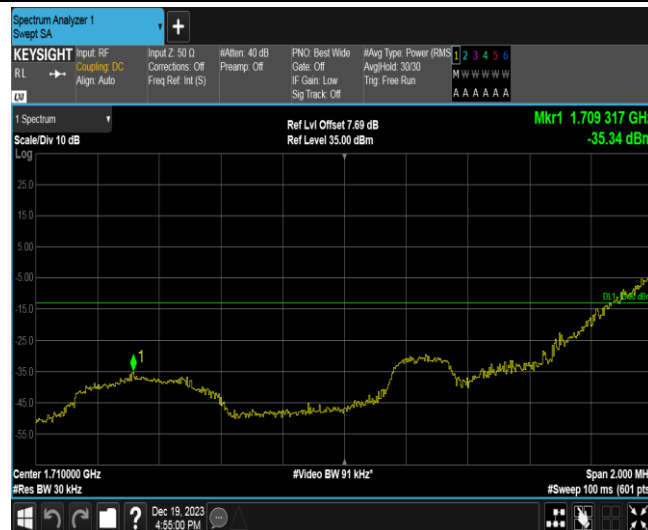 Spectrum Analyzer 1
Swept SA
+
KEYSIGHT
RL
LXI
Input: RF
Coupling: DC
Align: Auto
Input Z: 50 Ω
Corrections: Off
Freq Ref: Int (S)
#Atten: 40 dB
Preamp: Off
PNO: Best Wide
Gate: Off
IF Gain: Low
Sig Track: Off
#Avg Type: Power (RMS
Avg|Hold: 30/30
Trig: Free Run
1 2 3 4 5 6
M W W W W W
A A A A A A
1 Spectrum
Scale/Div 10 dB
Ref Lvl Offset 7.69 dB
Ref Level 35.00 dBm
Mkr1 1.709 317 GHz
-35.34 dBm
Log
25.0
15.0
5.00
-5.00
-15.0
-25.0
-35.0
-45.0
-55.0
1
Center 1.710000 GHz
#Res BW 30 kHz
#Video BW 91 kHz*
Span 2.000 MH
#Sweep 100 ms (601 pts
?
Dec 19, 2023
4:55:00 PM